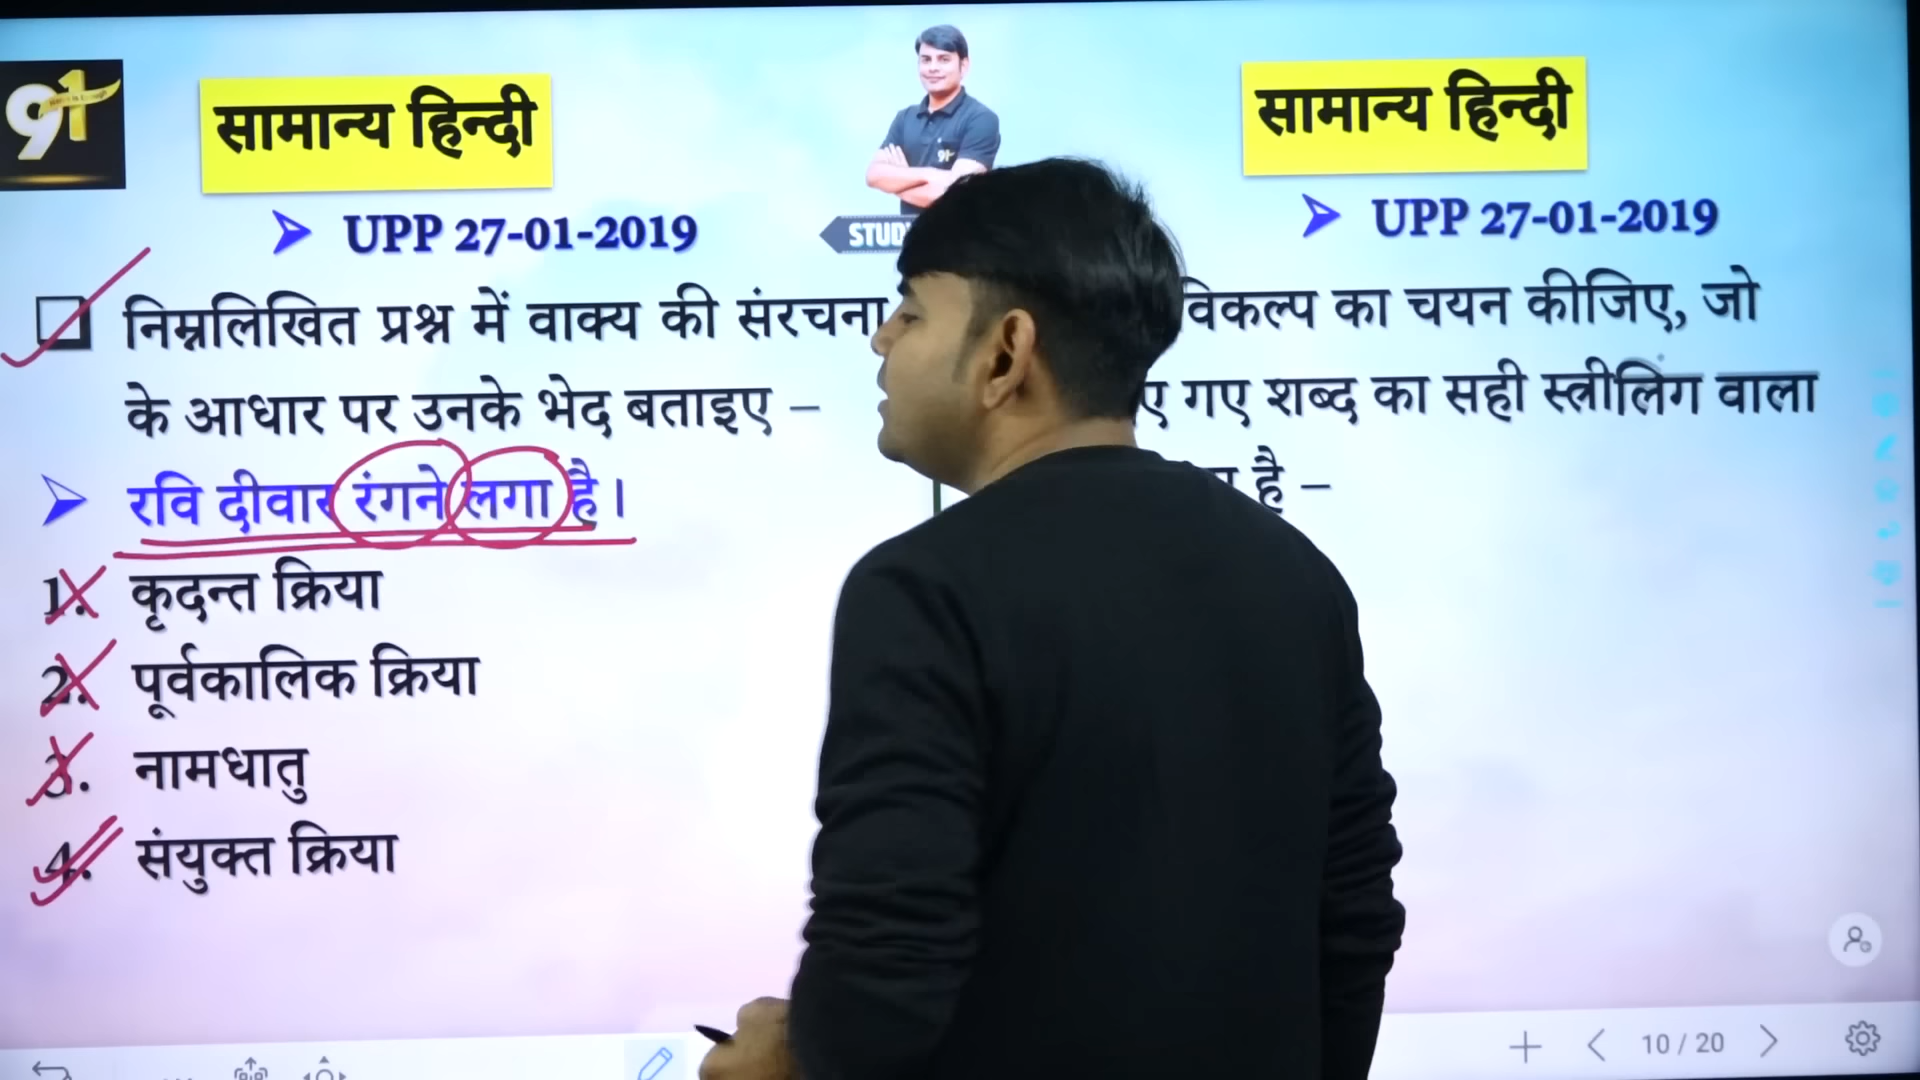 91
सामान्य हिन्दी
UPP 27-01-2019
निम्नलिखित प्रश्न में वाक्य की संरचना
के आधार पर उनके भेद बताइए –
रवि दीवार रंगने लगा है।
1. कृदन्त क्रिया
2. पूर्वकालिक क्रिया
3. नामधातु
4. संयुक्त क्रिया
सामान्य हिन्दी
UPP 27-01-2019
विकल्प का चयन कीजिए, जो
गए शब्द का सही स्त्रीलिंग वाला
है –
10 / 20